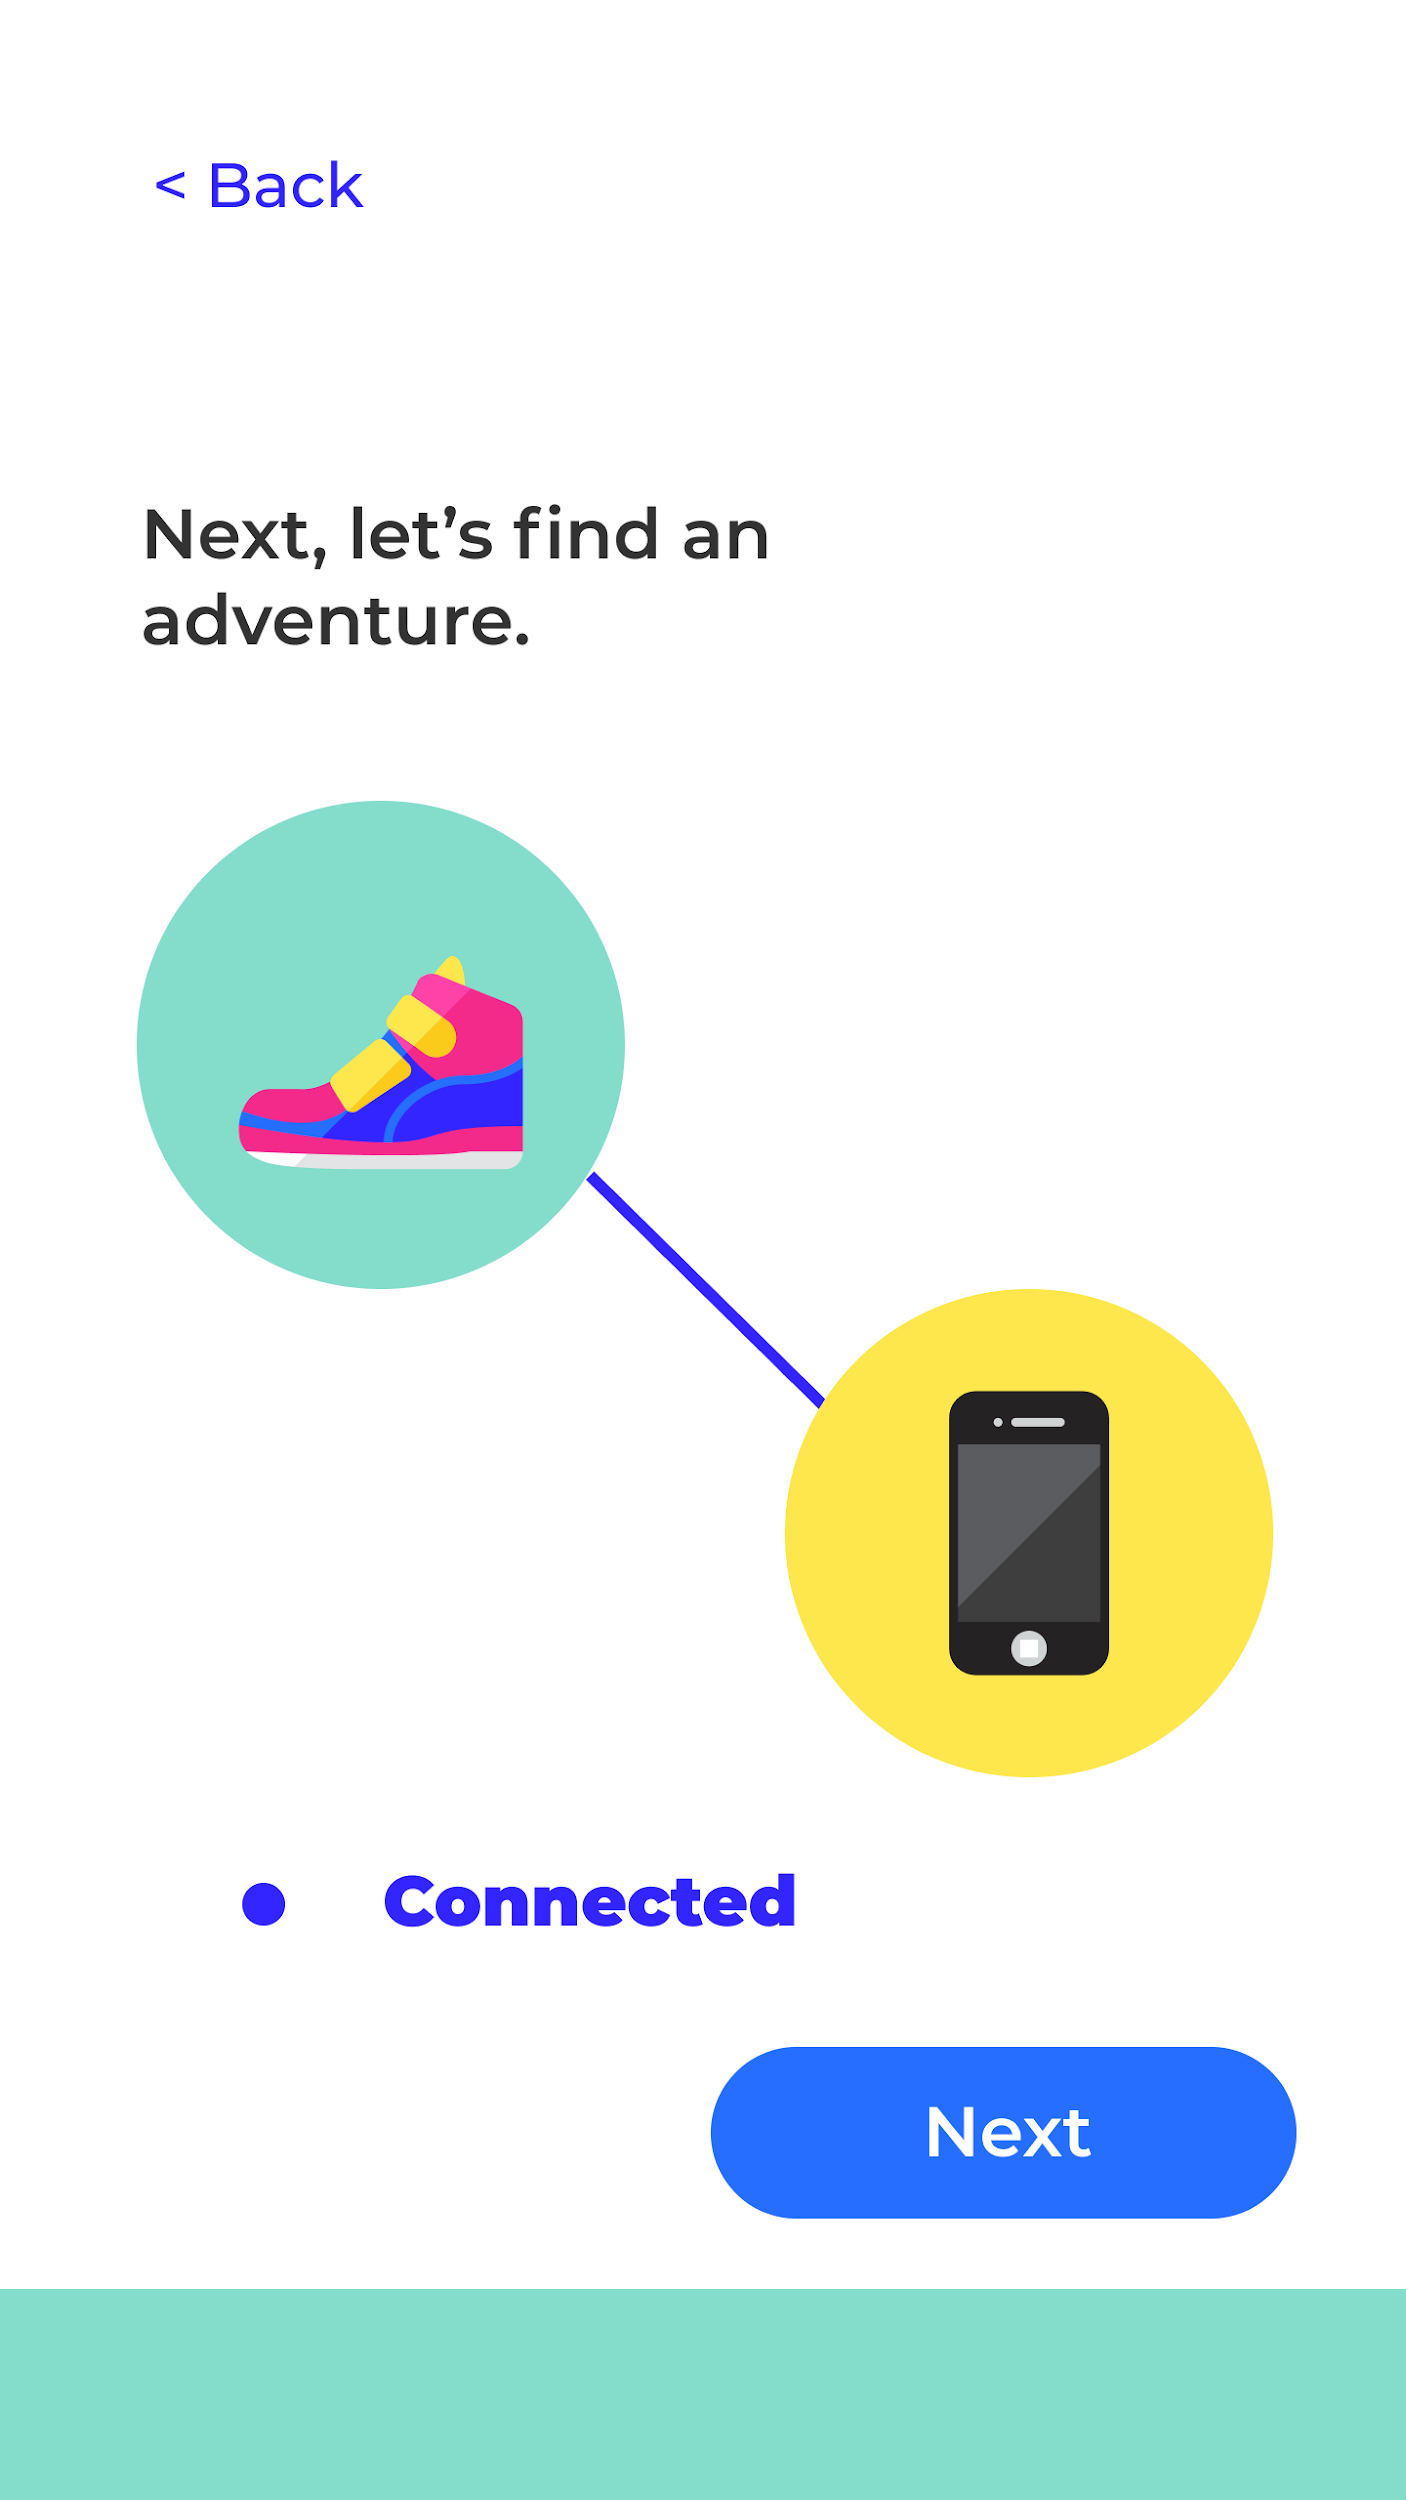 < Back
Next, let’s find an
adventure.
Connected
Next